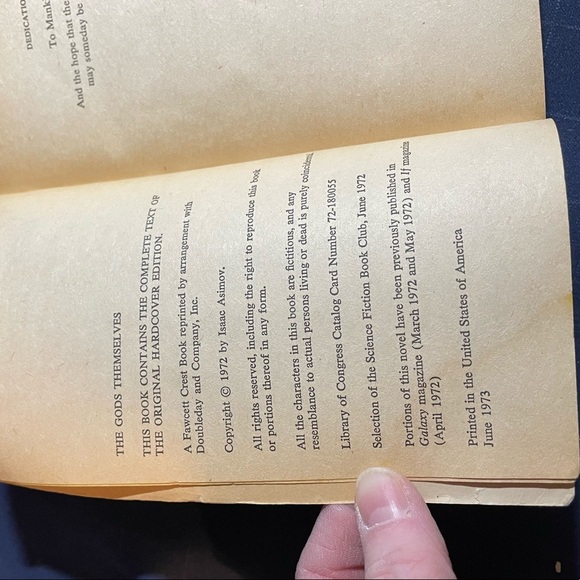 DEDICATIO
To Mank
And the hope that the
may someday be
THE GODS THEMSELVES
THIS BOOK CONTAINS THE COMPLETE TEXT OF
THE ORIGINAL HARDCOVER EDITION.
A Fawcett Crest Book reprinted by arrangement with
Doubleday and Company, Inc.
Copyright © 1972 by Isaac Asimov.
All rights reserved, including the right to reproduce this book
or portions thereof in any form.
All the characters in this book are fictitious, and any
resemblance to actual persons living or dead is purely coincidental
Library of Congress Catalog Card Number 72-180055
Selection of the Science Fiction Book Club, June 1972
Portions of this novel have been previously published in
Galaxy magazine (March 1972 and May 1972) and If magazin
(April 1972)
Printed in the United States of America
June 1973